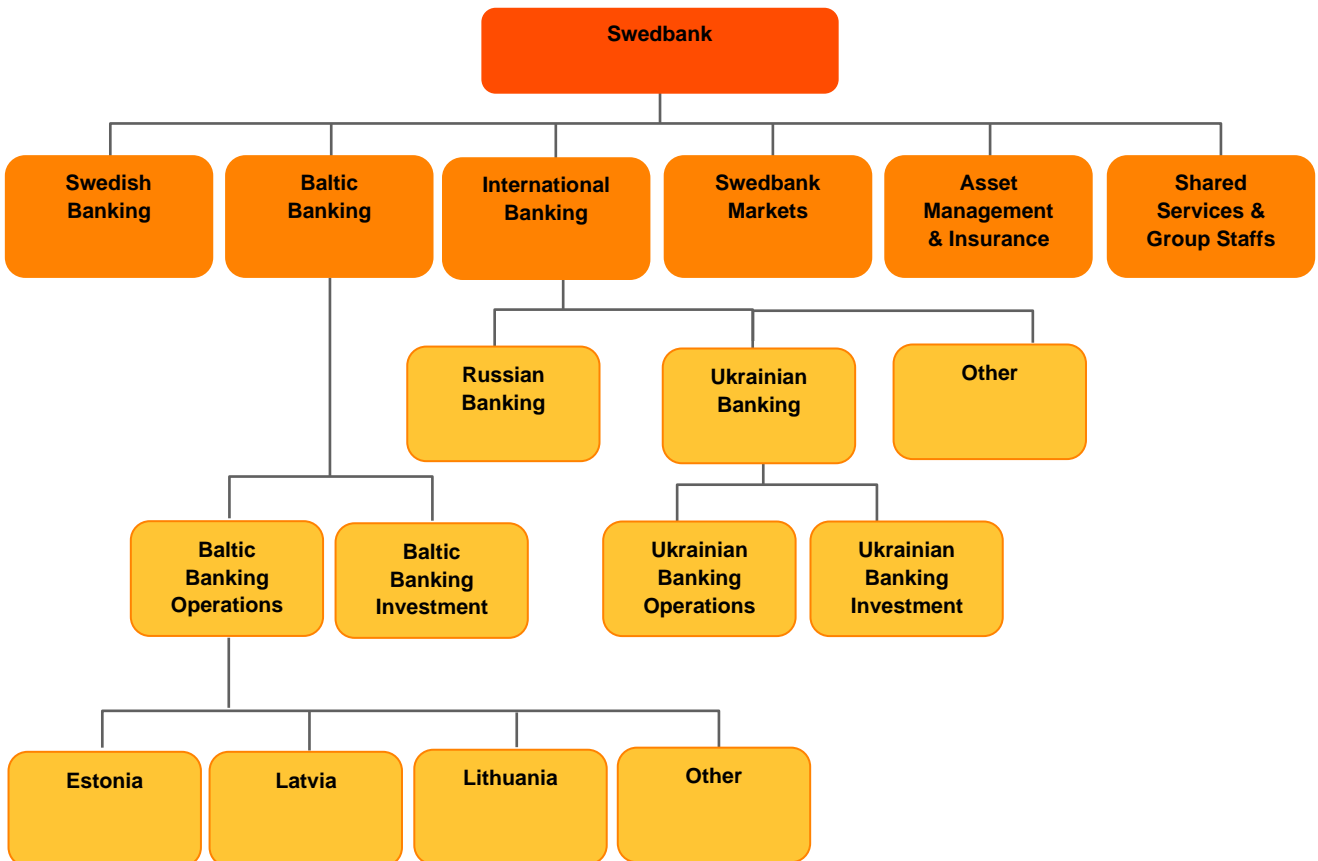 Swedbank
Swedish
Banking
Baltic
Banking
International
Banking
Swedbank
Markets
Asset
Management
& Insurance
Shared
Services &
Group Staffs
Russian
Banking
Ukrainian
Banking
Other
Baltic
Banking
Operations
Baltic
Banking
Investment
Ukrainian
Banking
Operations
Ukrainian
Banking
Investment
Estonia
Latvia
Lithuania
Other